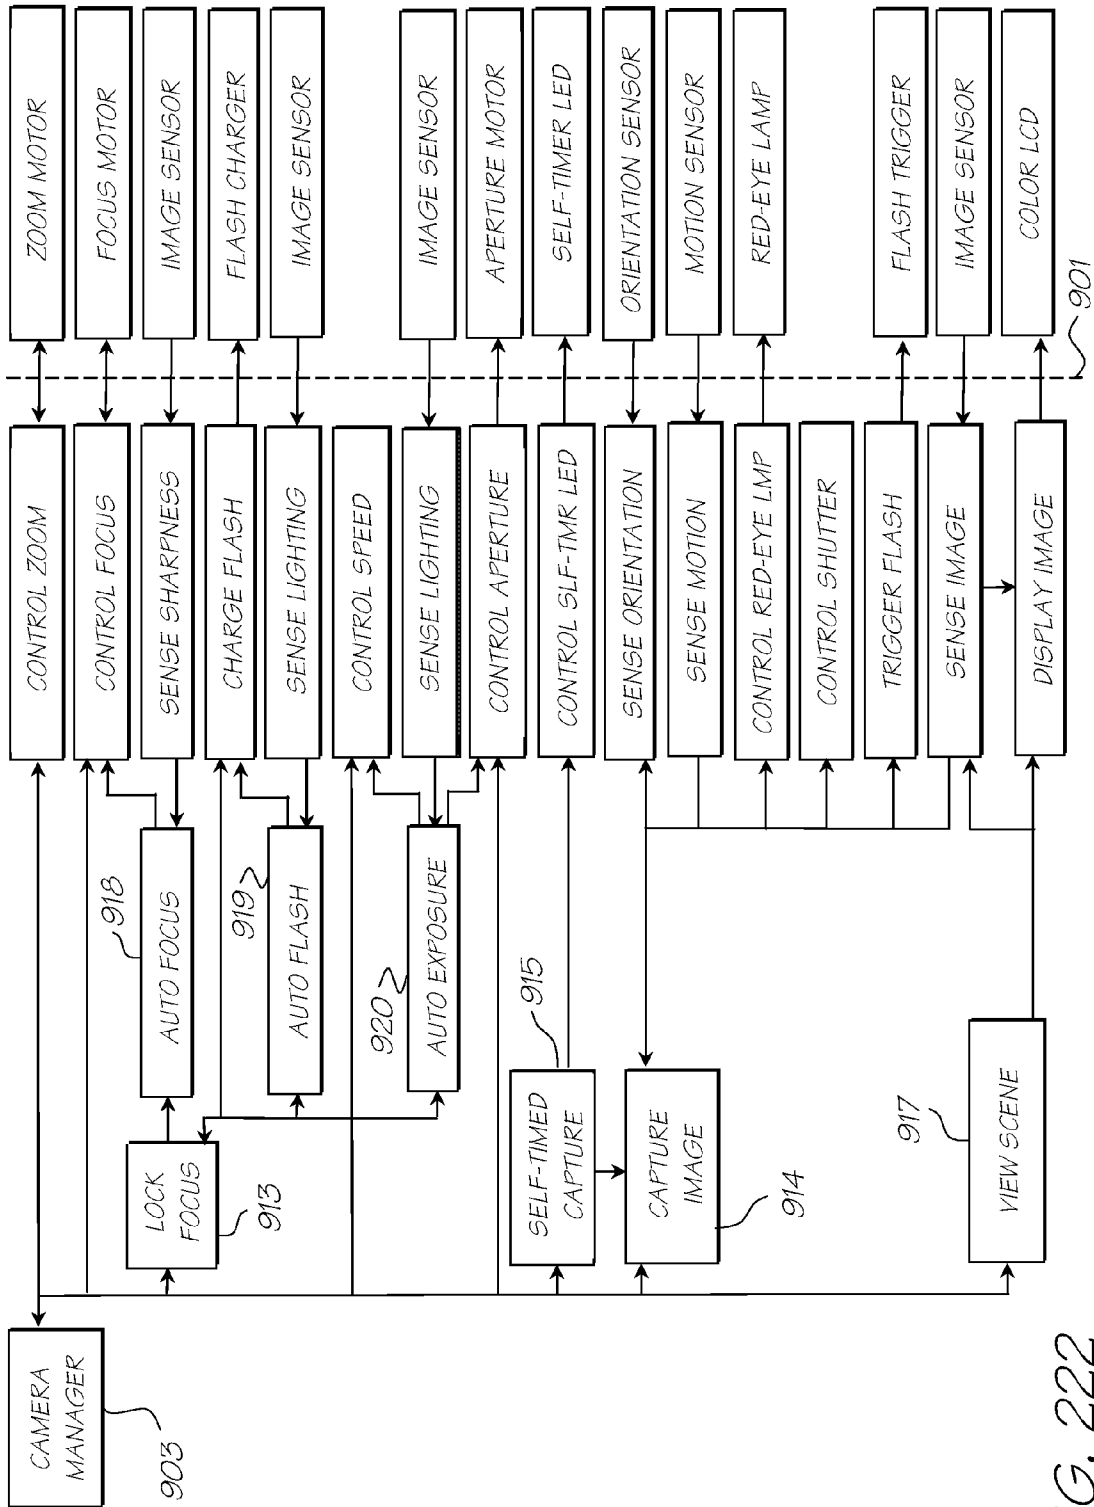 CAMERA
MANAGER
903
LOCK
FOCUS
913
SELF-TIMED
CAPTURE
915
CAPTURE
IMAGE
914
VIEW SCENE
917
AUTO FOCUS
918
AUTO FLASH
919
AUTO EXPOSURE
920
CONTROL ZOOM
CONTROL FOCUS
SENSE SHARPNESS
CHARGE FLASH
SENSE LIGHTING
CONTROL SPEED
SENSE LIGHTING
CONTROL APERTURE
CONTROL SLF-TMR LED
SENSE ORIENTATION
SENSE MOTION
CONTROL RED-EYE LMP
CONTROL SHUTTER
TRIGGER FLASH
SENSE IMAGE
DISPLAY IMAGE
ZOOM MOTOR
FOCUS MOTOR
IMAGE SENSOR
FLASH CHARGER
IMAGE SENSOR
IMAGE SENSOR
APERTURE MOTOR
SELF-TIMER LED
ORIENTATION SENSOR
MOTION SENSOR
RED-EYE LAMP
FLASH TRIGGER
IMAGE SENSOR
COLOR LCD
901
G. 222